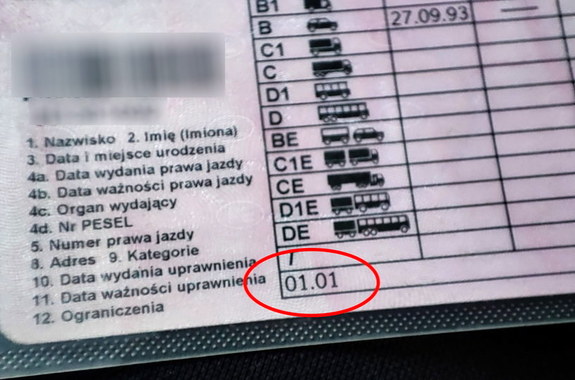 B1
B 27.09.93
C1
C
D1
D
BE
C1E
CE
D1E
DE
T
01.01
1. Nazwisko 2. Imię (Imiona)
3. Data i miejsce urodzenia
4a. Data wydania prawa jazdy
4b. Data ważności prawa jazdy
4c. Organ wydający
4d. Nr PESEL
5. Numer prawa jazdy
8. Adres 9. Kategorie
10. Data wydania uprawnienia
11. Data ważności uprawnienia
12. Ograniczenia